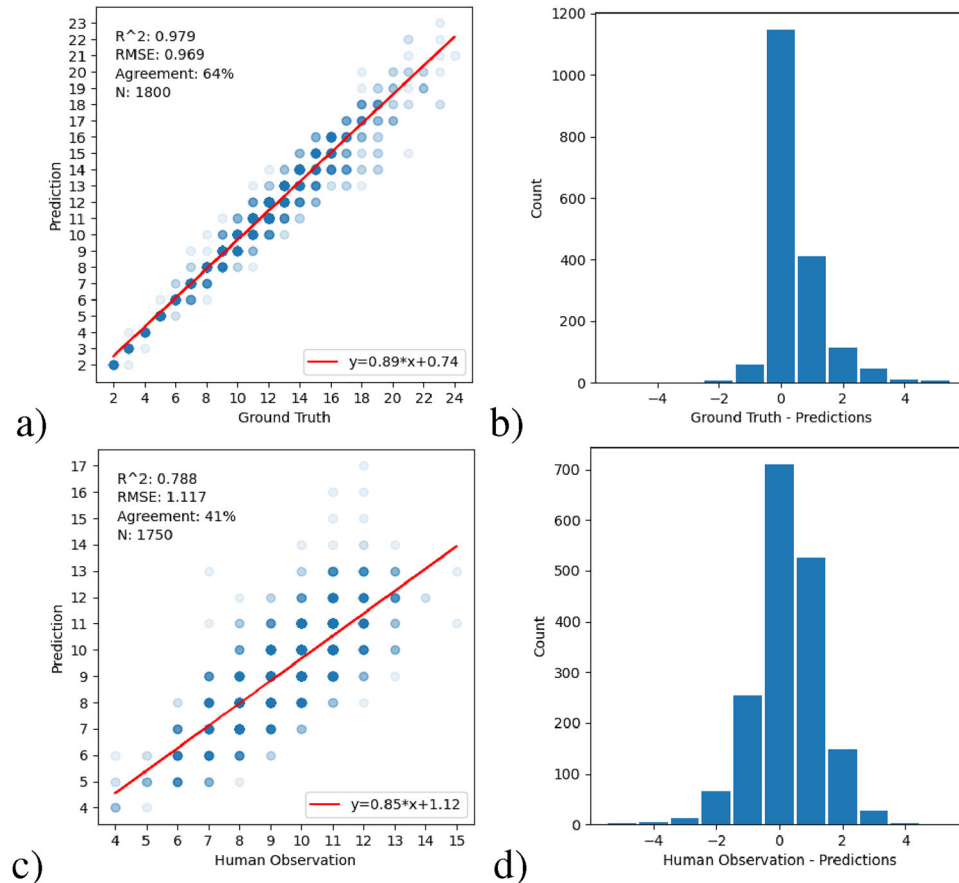 23
22
21
20
19
18
17
16
15
14
13
12
11
10
9
8
7
6
5
4
3
2
R^2: 0.979
RMSE: 0.969
Agreement: 64%
N: 1800
Prediction
y=0.89*x+0.74
2 4 6 8 10 12 14 16 18 20 22 24
Ground Truth
a)
1200
1000
800
600
400
200
0
Count
−4 −2 0 2 4
Ground Truth - Predictions
b)
17
16
15
14
13
12
11
10
9
8
7
6
5
4
R^2: 0.788
RMSE: 1.117
Agreement: 41%
N: 1750
Prediction
y=0.85*x+1.12
4 5 6 7 8 9 10 11 12 13 14 15
Human Observation
c)
700
600
500
400
300
200
100
0
Count
−4 −2 0 2 4
Human Observation - Predictions
d)